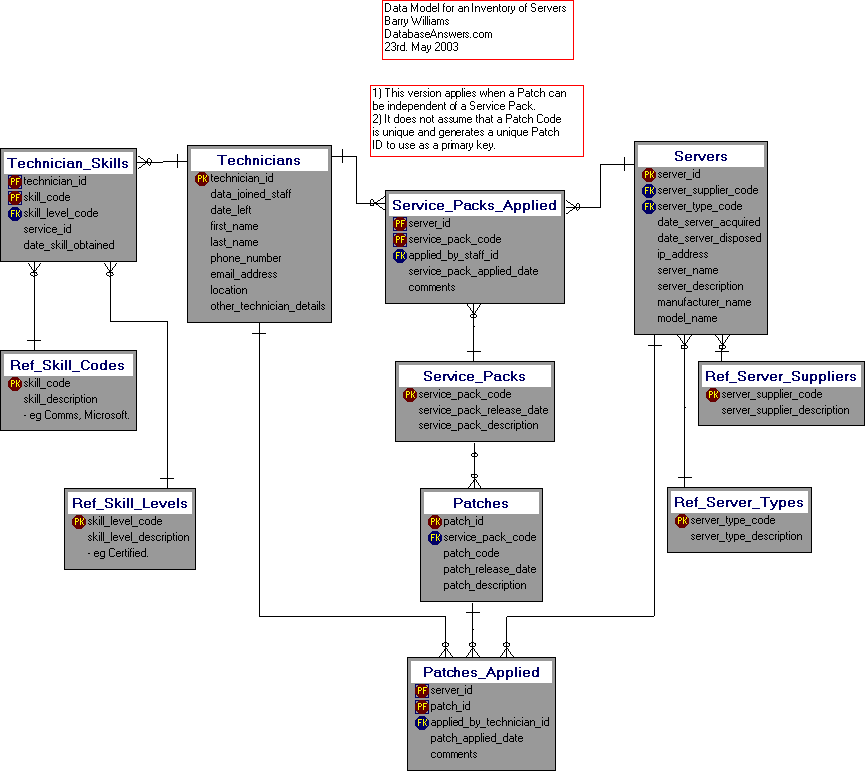 Data Model for an Inventory of Servers
Barry Williams
DatabaseAnswers.com
23rd. May 2003
1) This version applies when a Patch can
be independent of a Service Pack.
2) It does not assume that a Patch Code
is unique and generates a unique Patch
ID to use as a primary key.
Technician_Skills
PF technician_id
PF skill_code
FK skill_level_code
service_id
date_skill_obtained
Technicians
PK technician_id
data_joined_staff
date_left
first_name
last_name
phone_number
email_address
location
other_technician_details
Service_Packs_Applied
PF server_id
PF service_pack_code
FK applied_by_staff_id
service_pack_applied_date
comments
Servers
PK server_id
FK server_supplier_code
FK server_type_code
date_server_acquired
date_server_disposed
ip_address
server_name
server_description
manufacturer_name
model_name
Ref_Skill_Codes
PK skill_code
skill_description
- eg Comms, Microsoft.
Service_Packs
PK service_pack_code
service_pack_release_date
service_pack_description
Ref_Server_Suppliers
PK server_supplier_code
server_supplier_description
Ref_Skill_Levels
PK skill_level_code
skill_level_description
- eg Certified.
Patches
PK patch_id
FK service_pack_code
patch_code
patch_release_date
patch_description
Ref_Server_Types
PK server_type_code
server_type_description
Patches_Applied
PF server_id
PF patch_id
FK applied_by_technician_id
patch_applied_date
comments